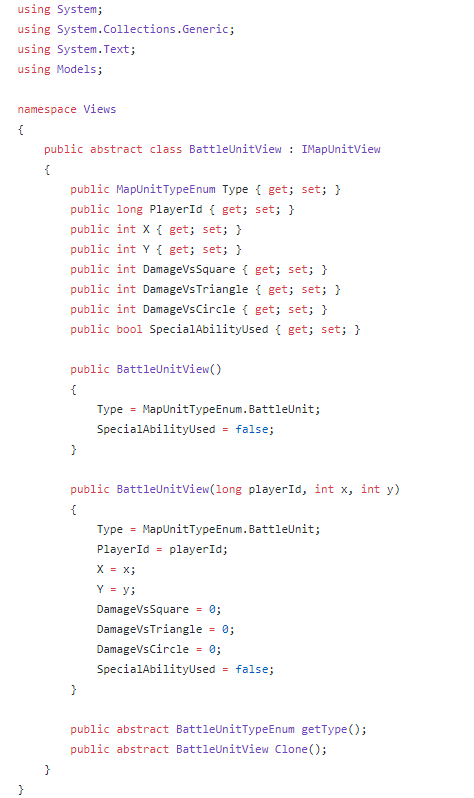 using System;
using System.Collections.Generic;
using System.Text;
using Models;

namespace Views
{
    public abstract class BattleUnitView : IMapUnitView
    {
        public MapUnitTypeEnum Type { get; set; }
        public long PlayerId { get; set; }
        public int X { get; set; }
        public int Y { get; set; }
        public int DamageVsSquare { get; set; }
        public int DamageVsTriangle { get; set; }
        public int DamageVsCircle { get; set; }
        public bool SpecialAbilityUsed { get; set; }

        public BattleUnitView()
        {
            Type = MapUnitTypeEnum.BattleUnit;
            SpecialAbilityUsed = false;
        }

        public BattleUnitView(long playerId, int x, int y)
        {
            Type = MapUnitTypeEnum.BattleUnit;
            PlayerId = playerId;
            X = x;
            Y = y;
            DamageVsSquare = 0;
            DamageVsTriangle = 0;
            DamageVsCircle = 0;
            SpecialAbilityUsed = false;
        }

        public abstract BattleUnitTypeEnum getType();
        public abstract BattleUnitView Clone();
    }
}